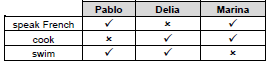 Pablo Delia Marina
speak French ✓ × ✓
cook × ✓ ✓
swim ✓ ✓ ×